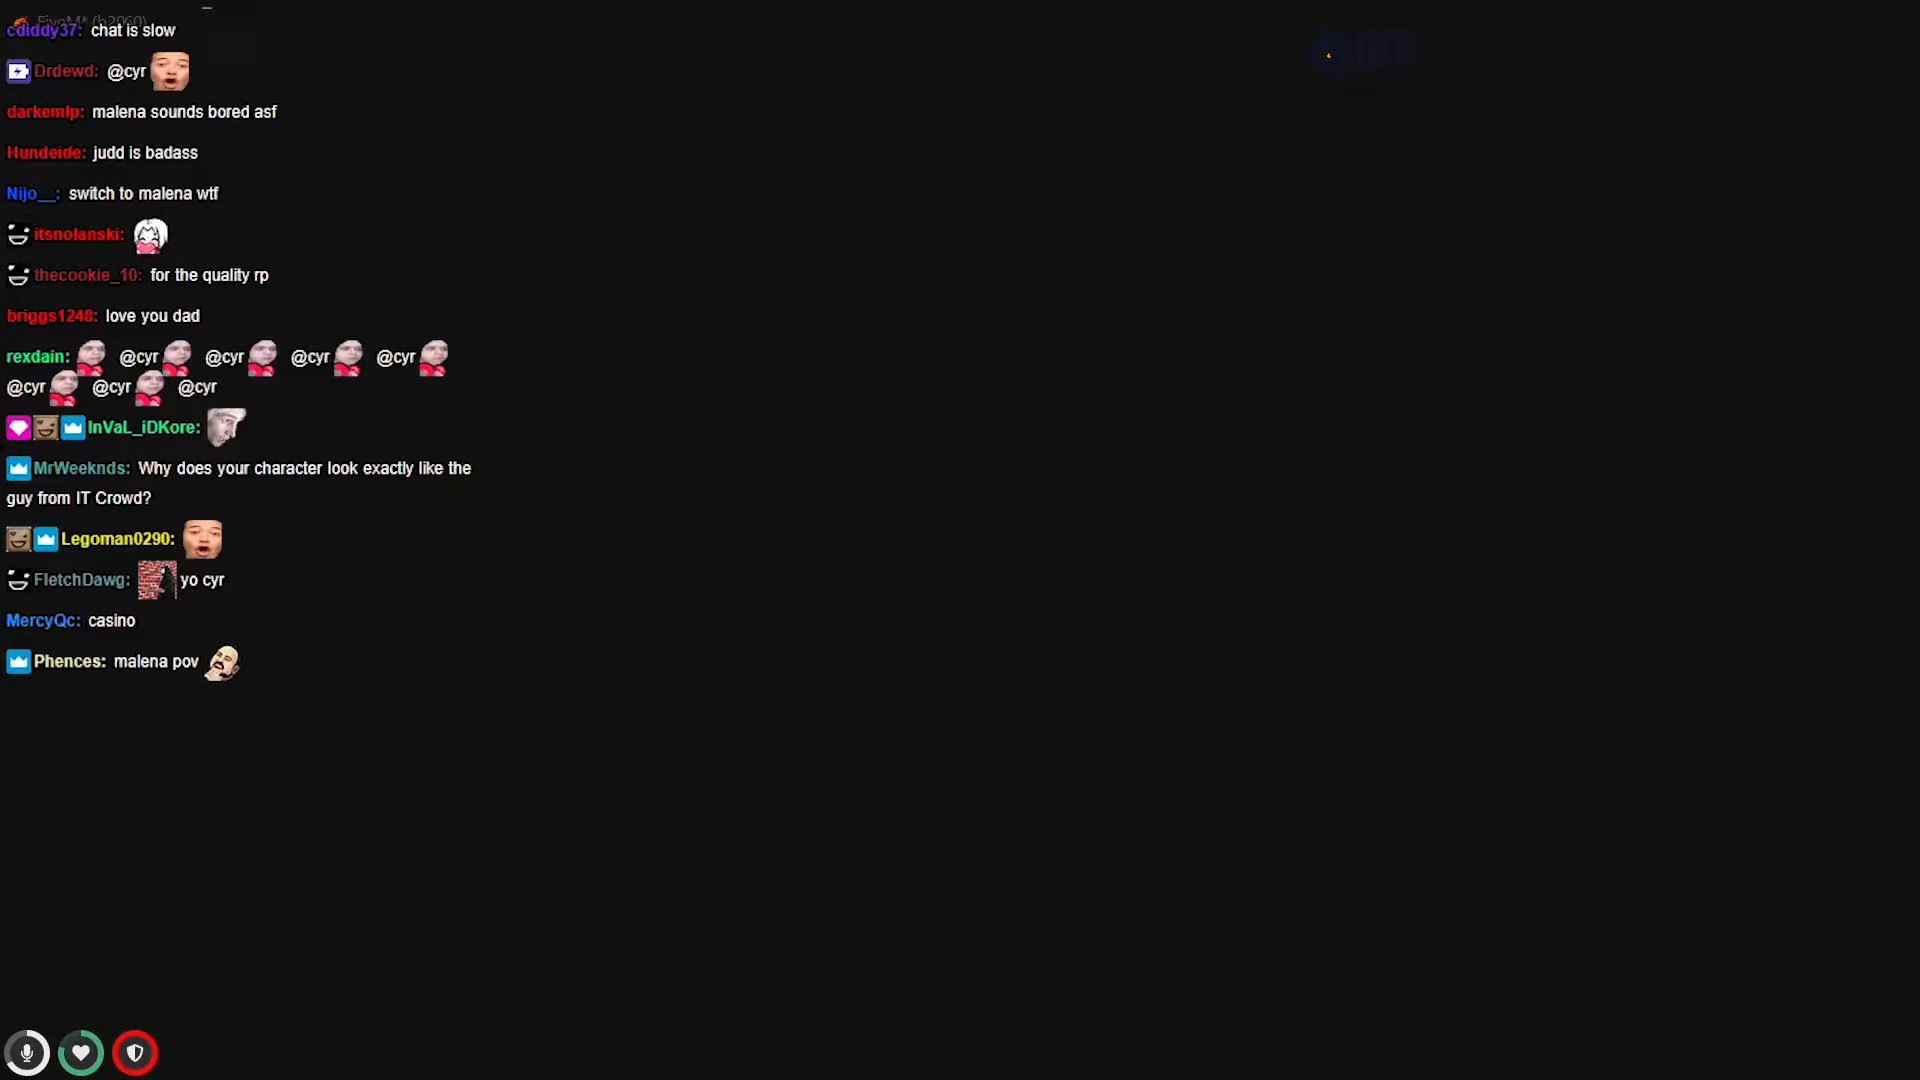 FiveM* (b2060)
cdiddy37: chat is slow
Drdewd: @cyr
darkemlp: malena sounds bored asf
Hundeide: judd is badass
Nijo__: switch to malena wtf
itsnolanski:
thecookie_10: for the quality rp
briggs1248: love you dad
rexdain: @cyr @cyr @cyr @cyr
@cyr @cyr @cyr
InVaL_iDKore:
MrWeeknds: Why does your character look exactly like the
guy from IT Crowd?
Legoman0290:
FletchDawg: yo cyr
MercyQc: casino
Phences: malena pov